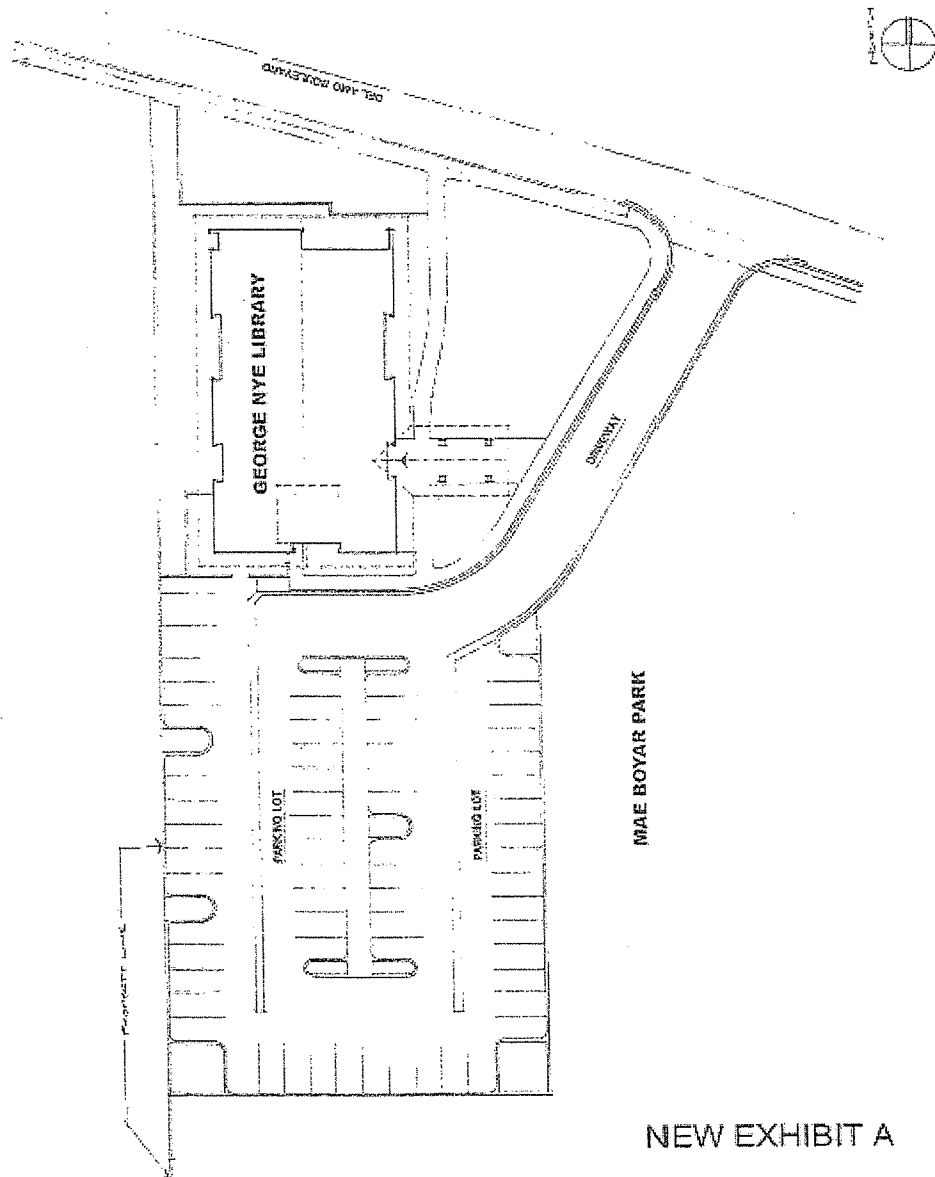 DEL AMO BOULEVARD
GEORGE NYE LIBRARY
DRIVEWAY
PARKING LOT
PARKING LOT
MAE BOYAR PARK
PROPERTY LINE
NEW EXHIBIT A